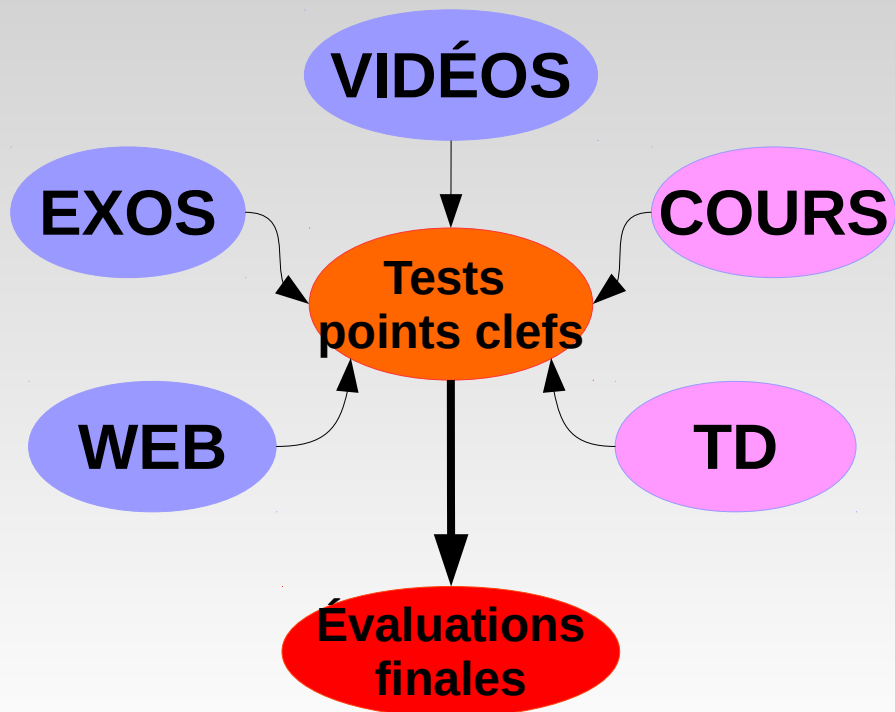 VIDÉOS
EXOS
COURS
Tests
points clefs
WEB
TD
Évaluations
finales